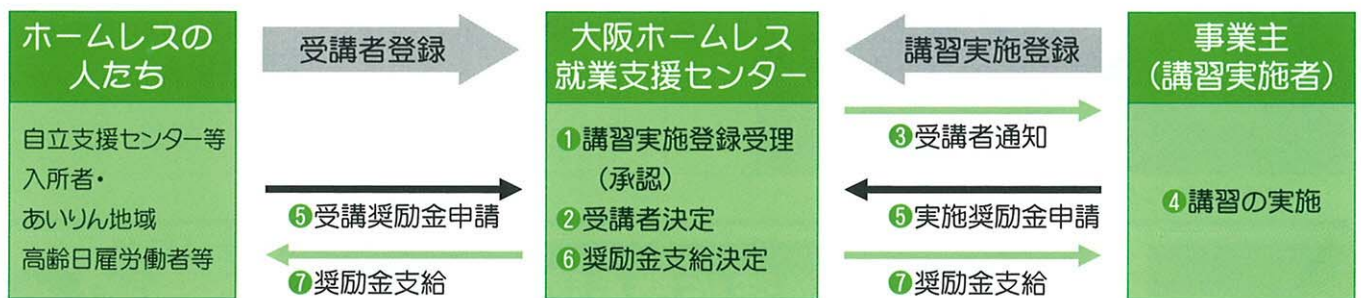 ホームレスの
人たち
自立支援センター等
入所者・
あいりん地域
高齢日雇労働者等
受講者登録
❺受講奨励金申請
❼奨励金支給
大阪ホームレス
就業支援センター
❶講習実施登録受理
（承認）
❷受講者決定
❻奨励金支給決定
講習実施登録
❸受講者通知
❺実施奨励金申請
❼奨励金支給
事業主
（講習実施者）
❹講習の実施